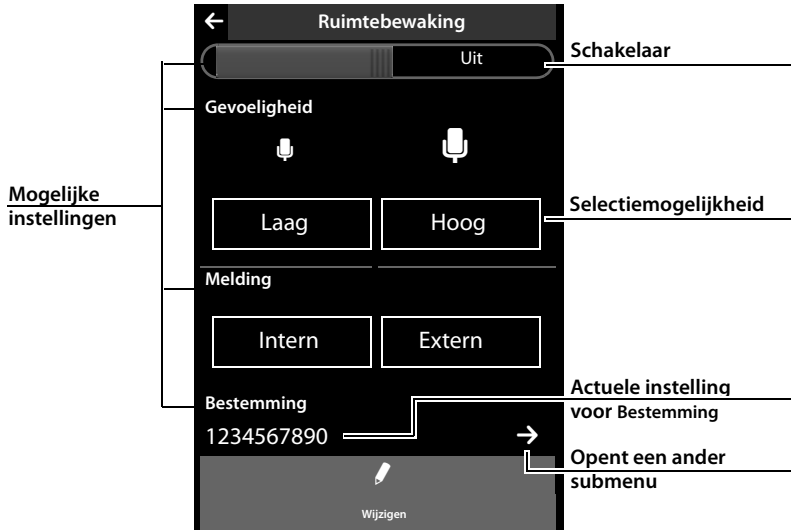 Ruimtebewaking
Uit
Schakelaar
Gevoeligheid
Mogelijke
instellingen
Laag
Hoog
Selectiemogelijkheid
Melding
Intern
Extern
Bestemming
1234567890
Actuele instelling
voor Bestemming
Opent een ander
submenu
Wijzigen